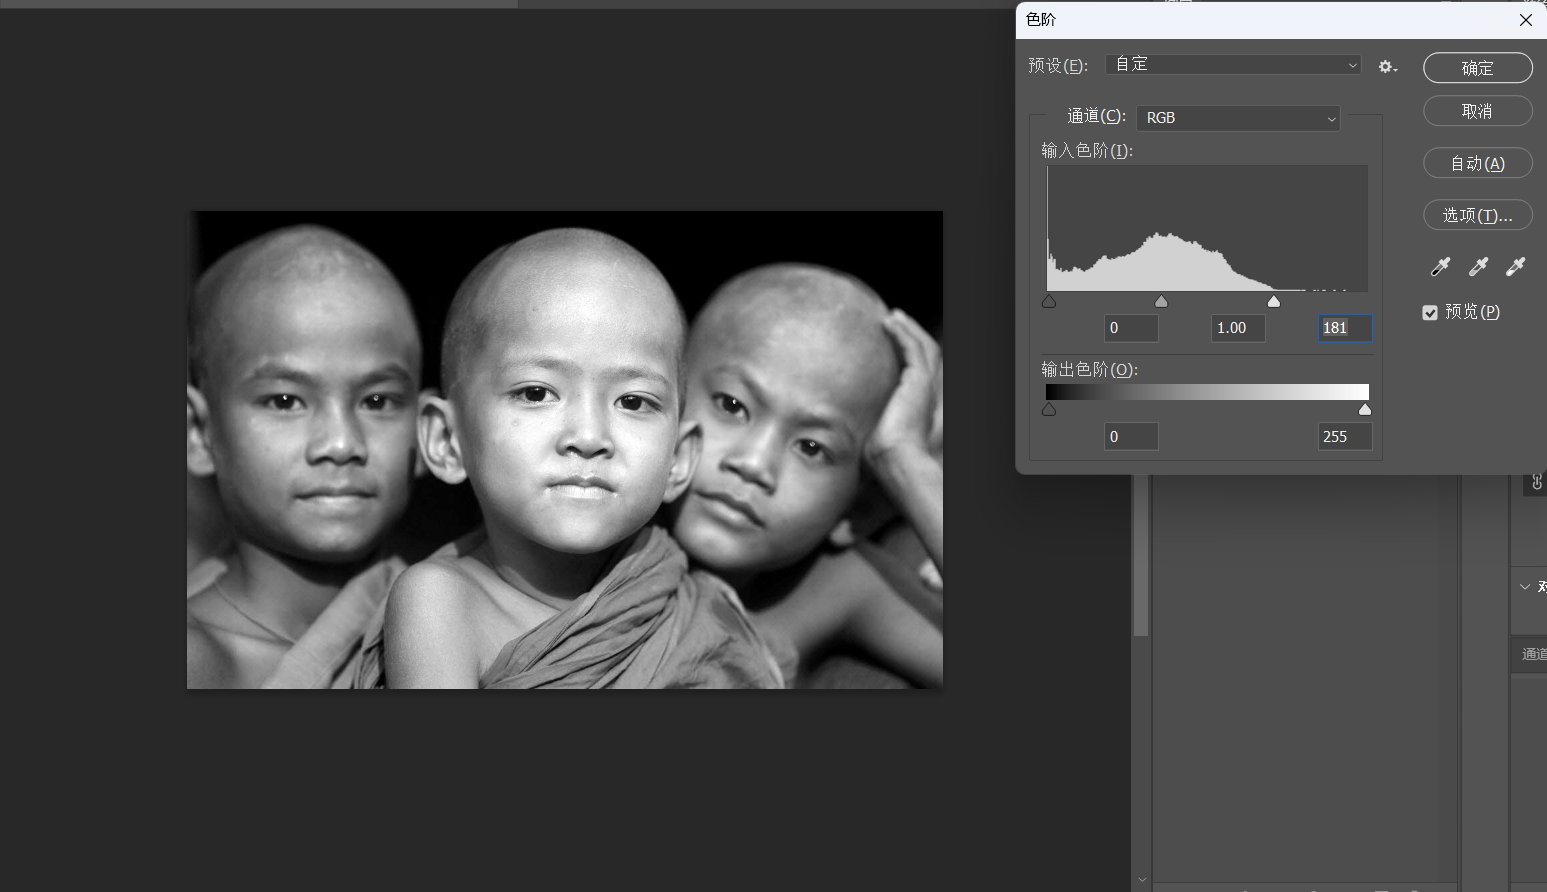 色阶
预设(E): 自定
确定
通道(C): RGB
取消
输入色阶(I):
自动(A)
选项(T)...
预览(P)
0 1.00 181
输出色阶(O):
0 255
通道